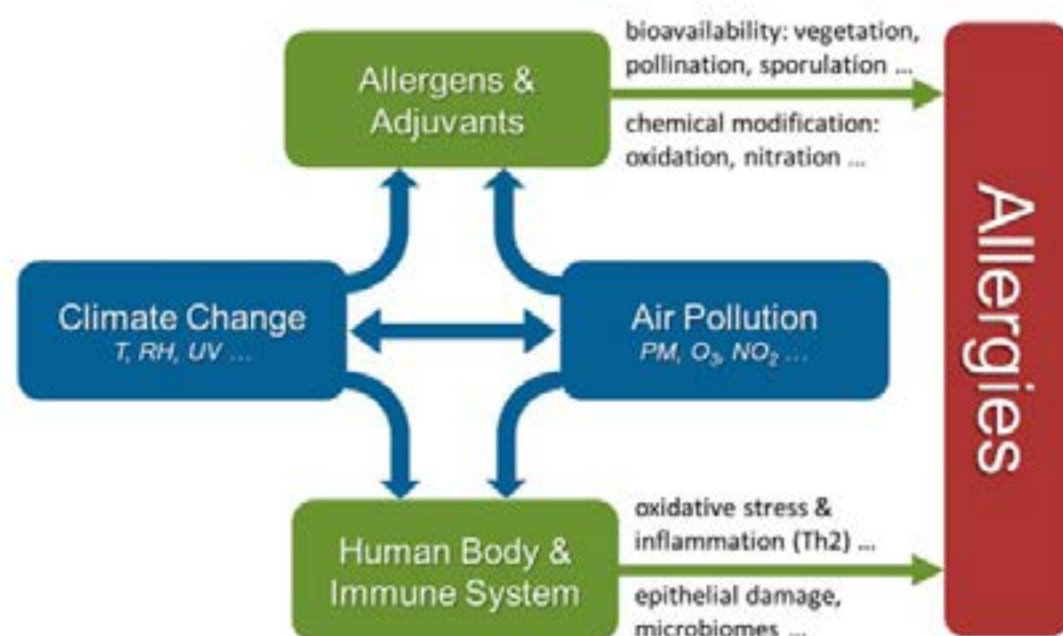 Allergens &
Adjuvants
bioavailability: vegetation,
pollination, sporulation ...
chemical modification:
oxidation, nitration ...
Climate Change
T, RH, UV ...
Air Pollution
PM, O₃, NO₂ ...
Human Body &
Immune System
oxidative stress &
inflammation (Th2) ...
epithelial damage,
microbiomes ...
Allergies